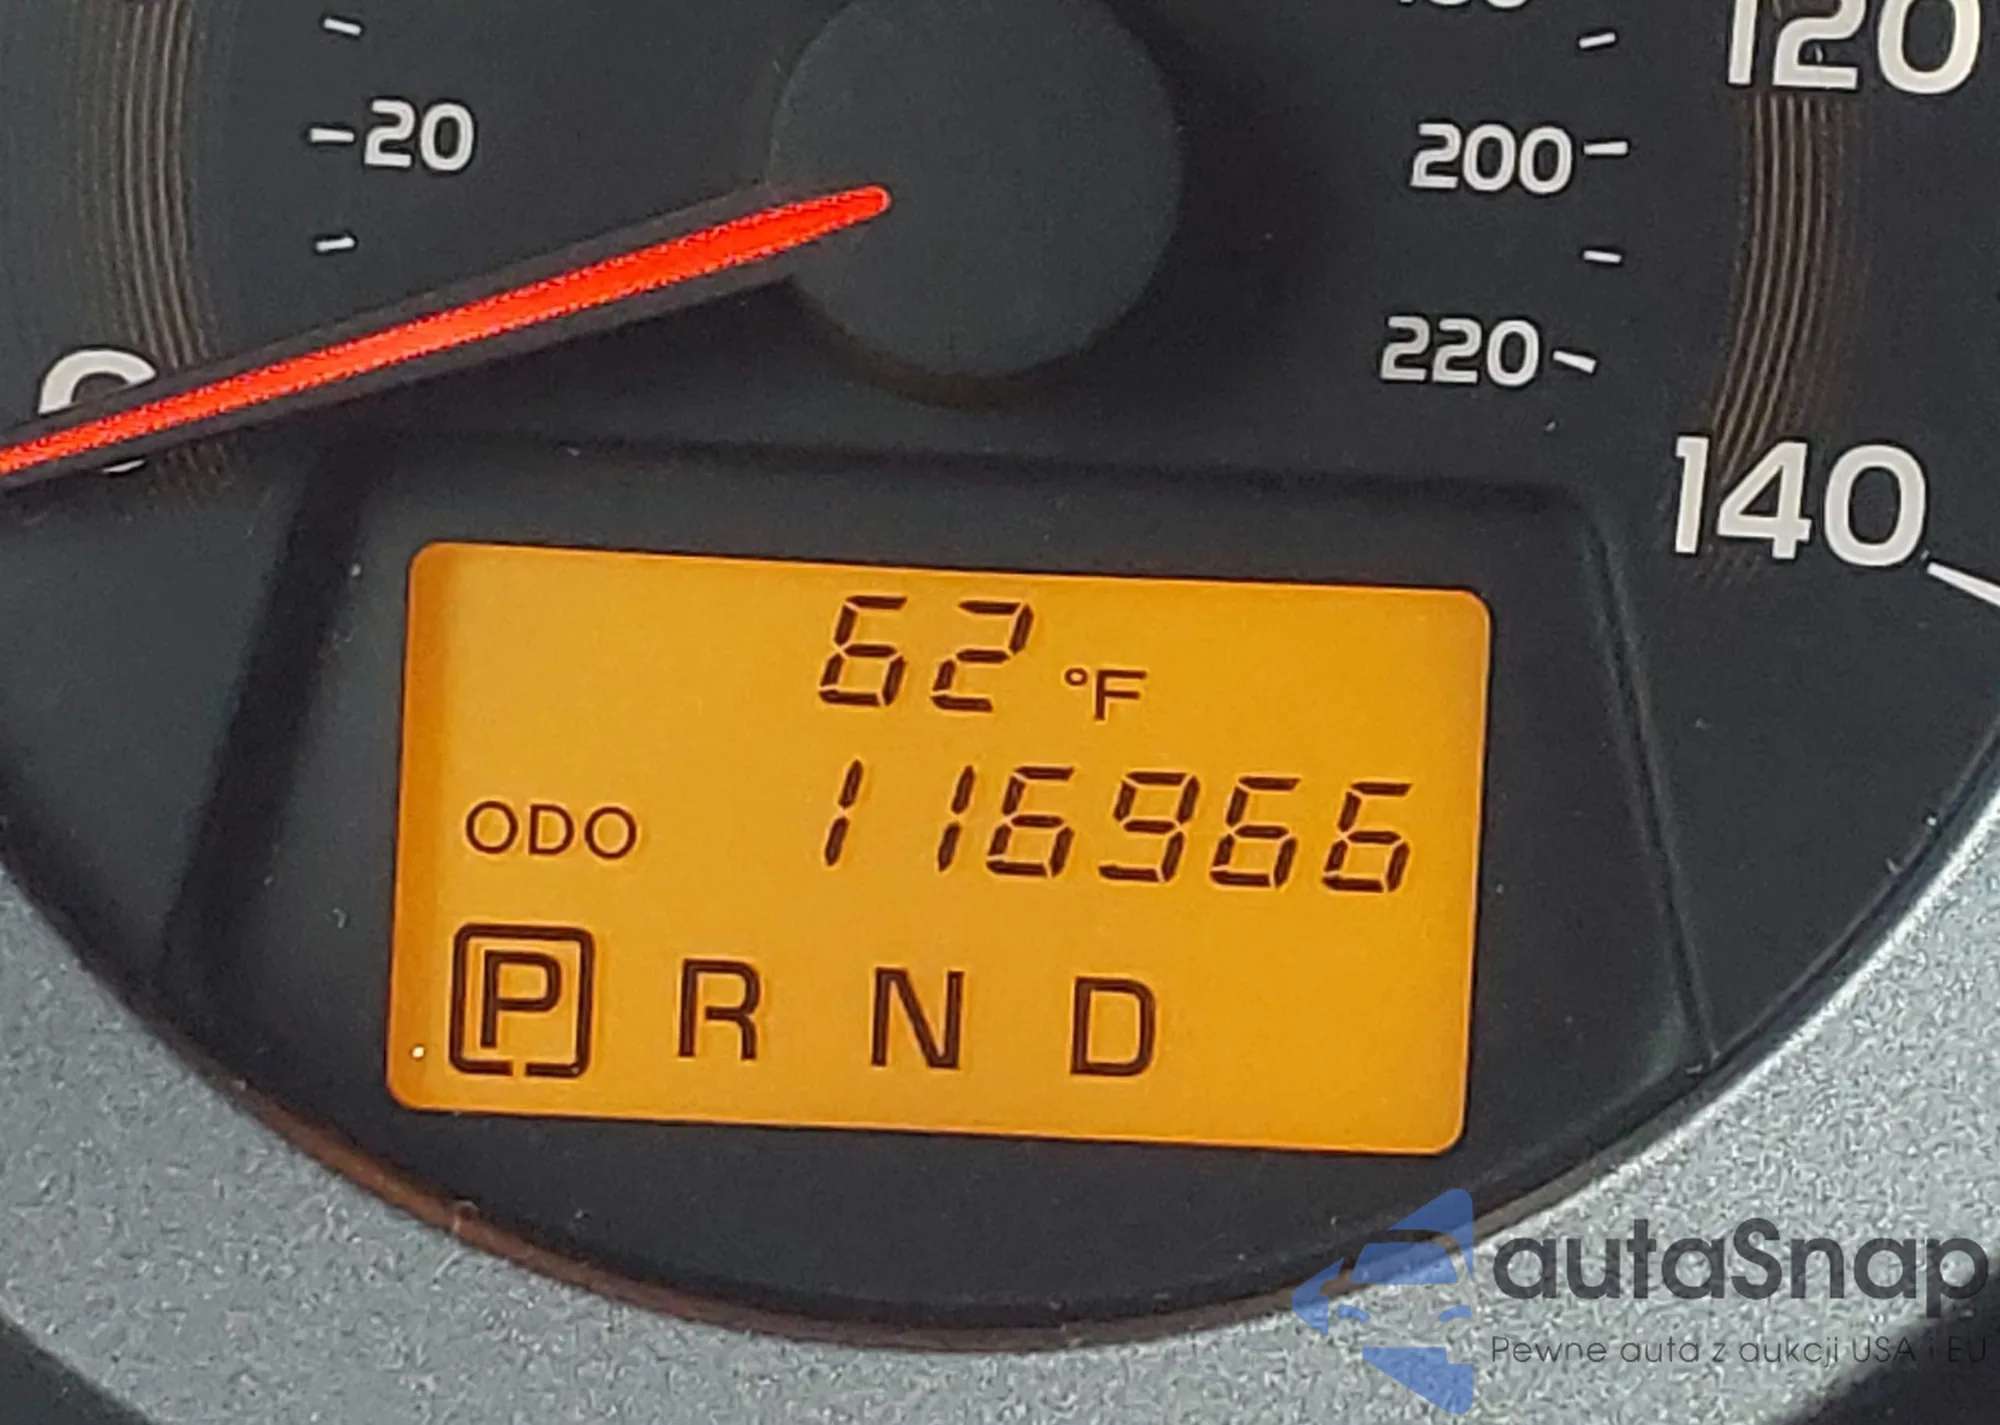 120
20
200
220
140
62 °F
ODO 116966
P R N D
autaSnap
Pewne auta z aukcji USA i EU